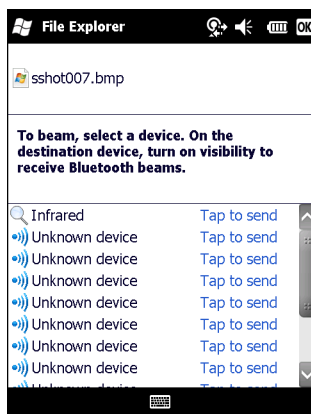 File Explorer
OK
sshot007.bmp
To beam, select a device. On the
destination device, turn on visibility to
receive Bluetooth beams.
Infrared Tap to send
Unknown device Tap to send
Unknown device Tap to send
Unknown device Tap to send
Unknown device Tap to send
Unknown device Tap to send
Unknown device Tap to send
Unknown device Tap to send